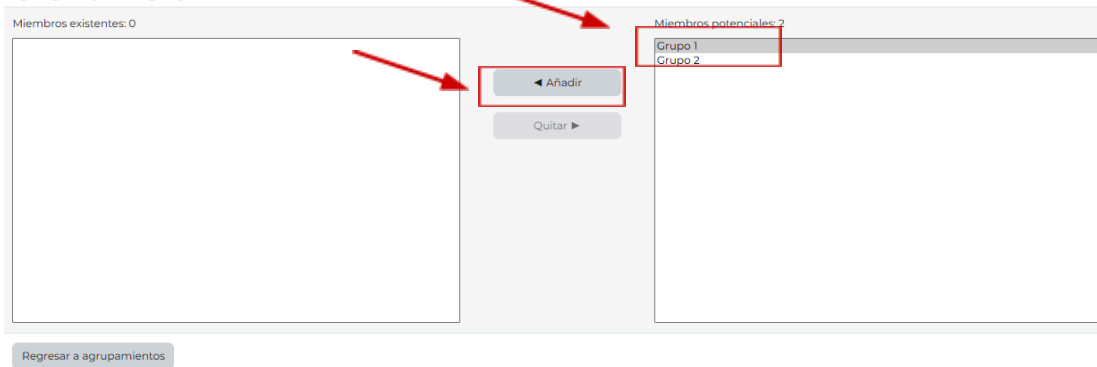 Miembros existentes: 0
Miembros potenciales: 2
Grupo 1
Grupo 2
◄ Añadir
Quitar ►
Regresar a agrupamientos